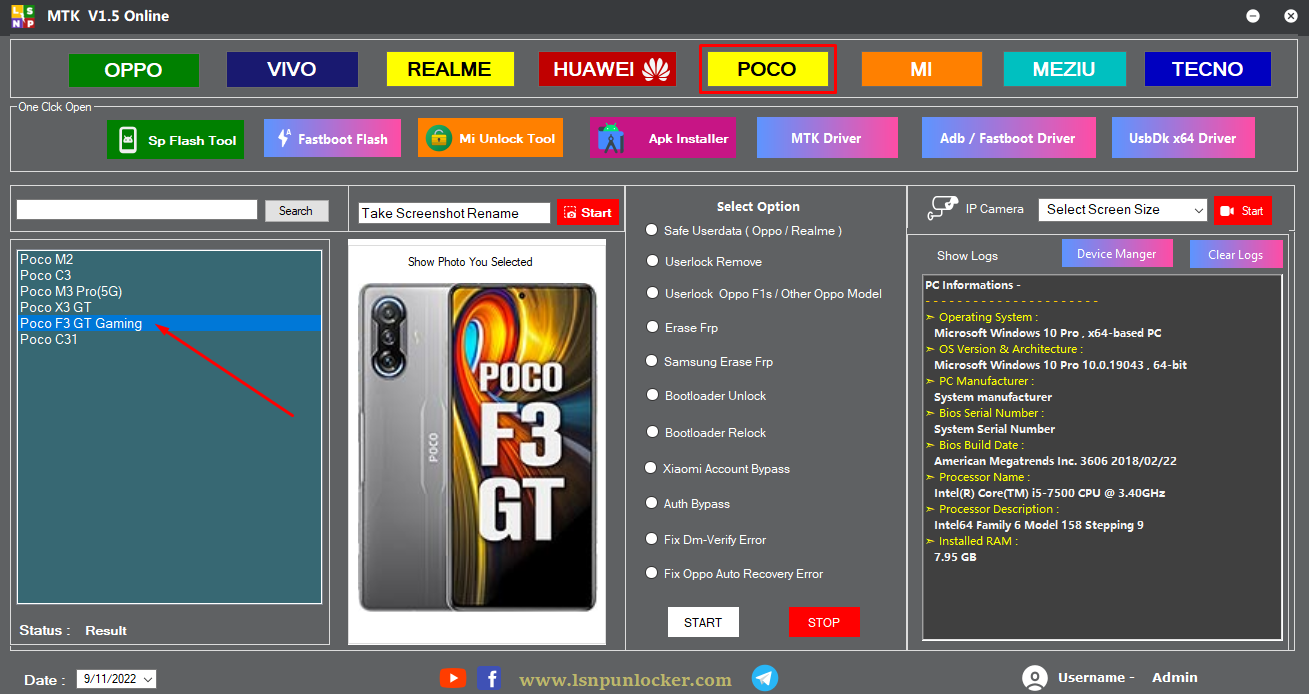 LS NP MTK V1.5 Online
OPPO VIVO REALME HUAWEI POCO MI MEZIU TECNO
One Clck Open
Sp Flash Tool Fastboot Flash Mi Unlock Tool Apk Installer MTK Driver Adb / Fastboot Driver UsbDk x64 Driver
Search
Poco M2
Poco C3
Poco M3 Pro(5G)
Poco X3 GT
Poco F3 GT Gaming
Poco C31
Status : Result
Take Screenshot Rename Start
Show Photo You Selected
POCO
POCO
F3
GT
Select Option
Safe Userdata ( Oppo / Realme )
Userlock Remove
Userlock Oppo F1s / Other Oppo Model
Erase Frp
Samsung Erase Frp
Bootloader Unlock
Bootloader Relock
Xiaomi Account Bypass
Auth Bypass
Fix Dm-Verify Error
Fix Oppo Auto Recovery Error
START STOP
IP Camera Select Screen Size Start
Show Logs Device Manger Clear Logs
PC Informations -
- - - - - - - - - - - - - - - - - - - - - -
➣ Operating System :
Microsoft Windows 10 Pro , x64-based PC
➣ OS Version & Architecture :
Microsoft Windows 10 Pro 10.0.19043 , 64-bit
➣ PC Manufacturer :
System manufacturer
➣ Bios Serial Number :
System Serial Number
➣ Bios Build Date :
American Megatrends Inc. 3606 2018/02/22
➣ Processor Name :
Intel(R) Core(TM) i5-7500 CPU @ 3.40GHz
➣ Processor Description :
Intel64 Family 6 Model 158 Stepping 9
➣ Installed RAM :
7.95 GB
Date : 9/11/2022 www.lsnpunlocker.com Username - Admin